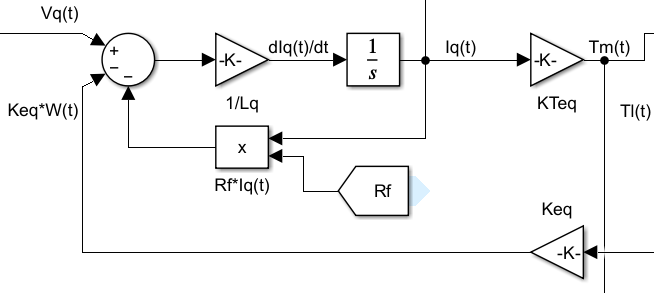 Vq(t)
+
−
−
-K-
dIq(t)/dt
1
s
Iq(t)
-K-
Tm(t)
Keq*W(t)
1/Lq
KTeq
Tl(t)
x
Rf*Iq(t)
Rf
Keq
-K-